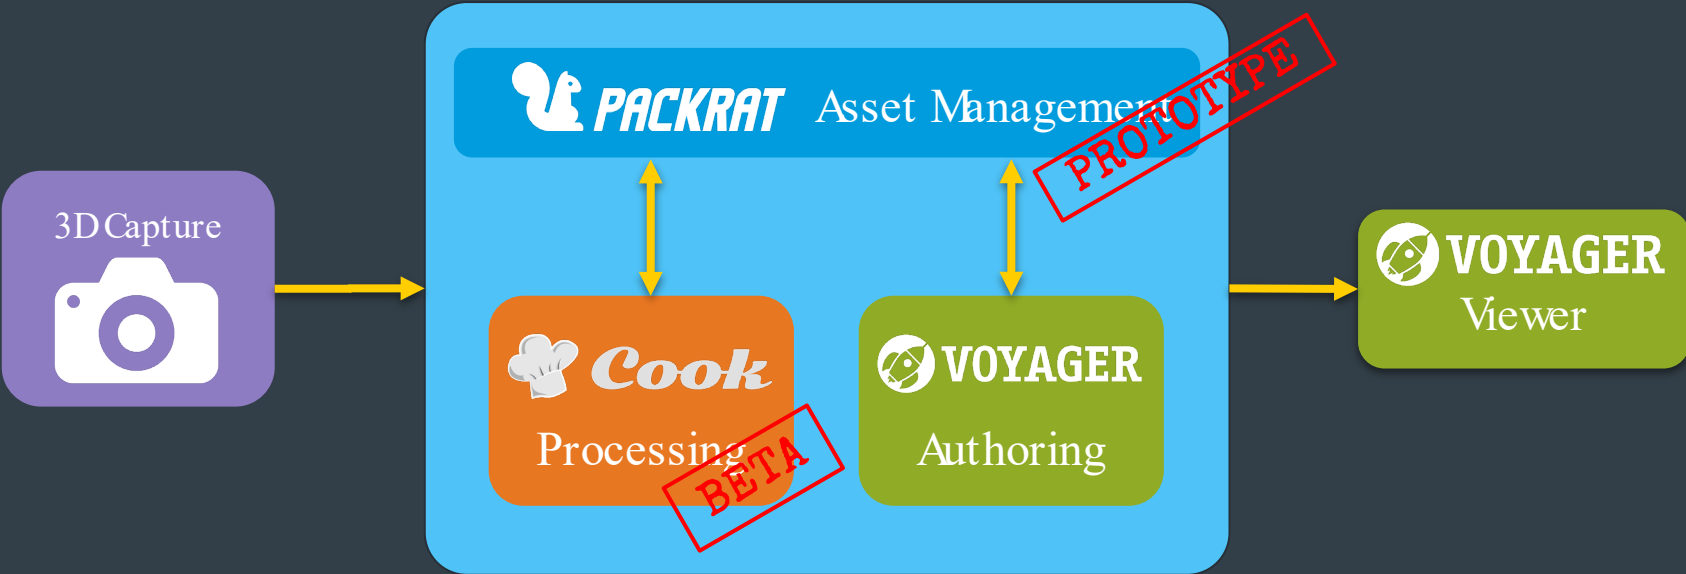 PACKRAT Asset Management
PROTOTYPE
3D Capture
VOYAGER
Viewer
Cook
Processing
BETA
VOYAGER
Authoring